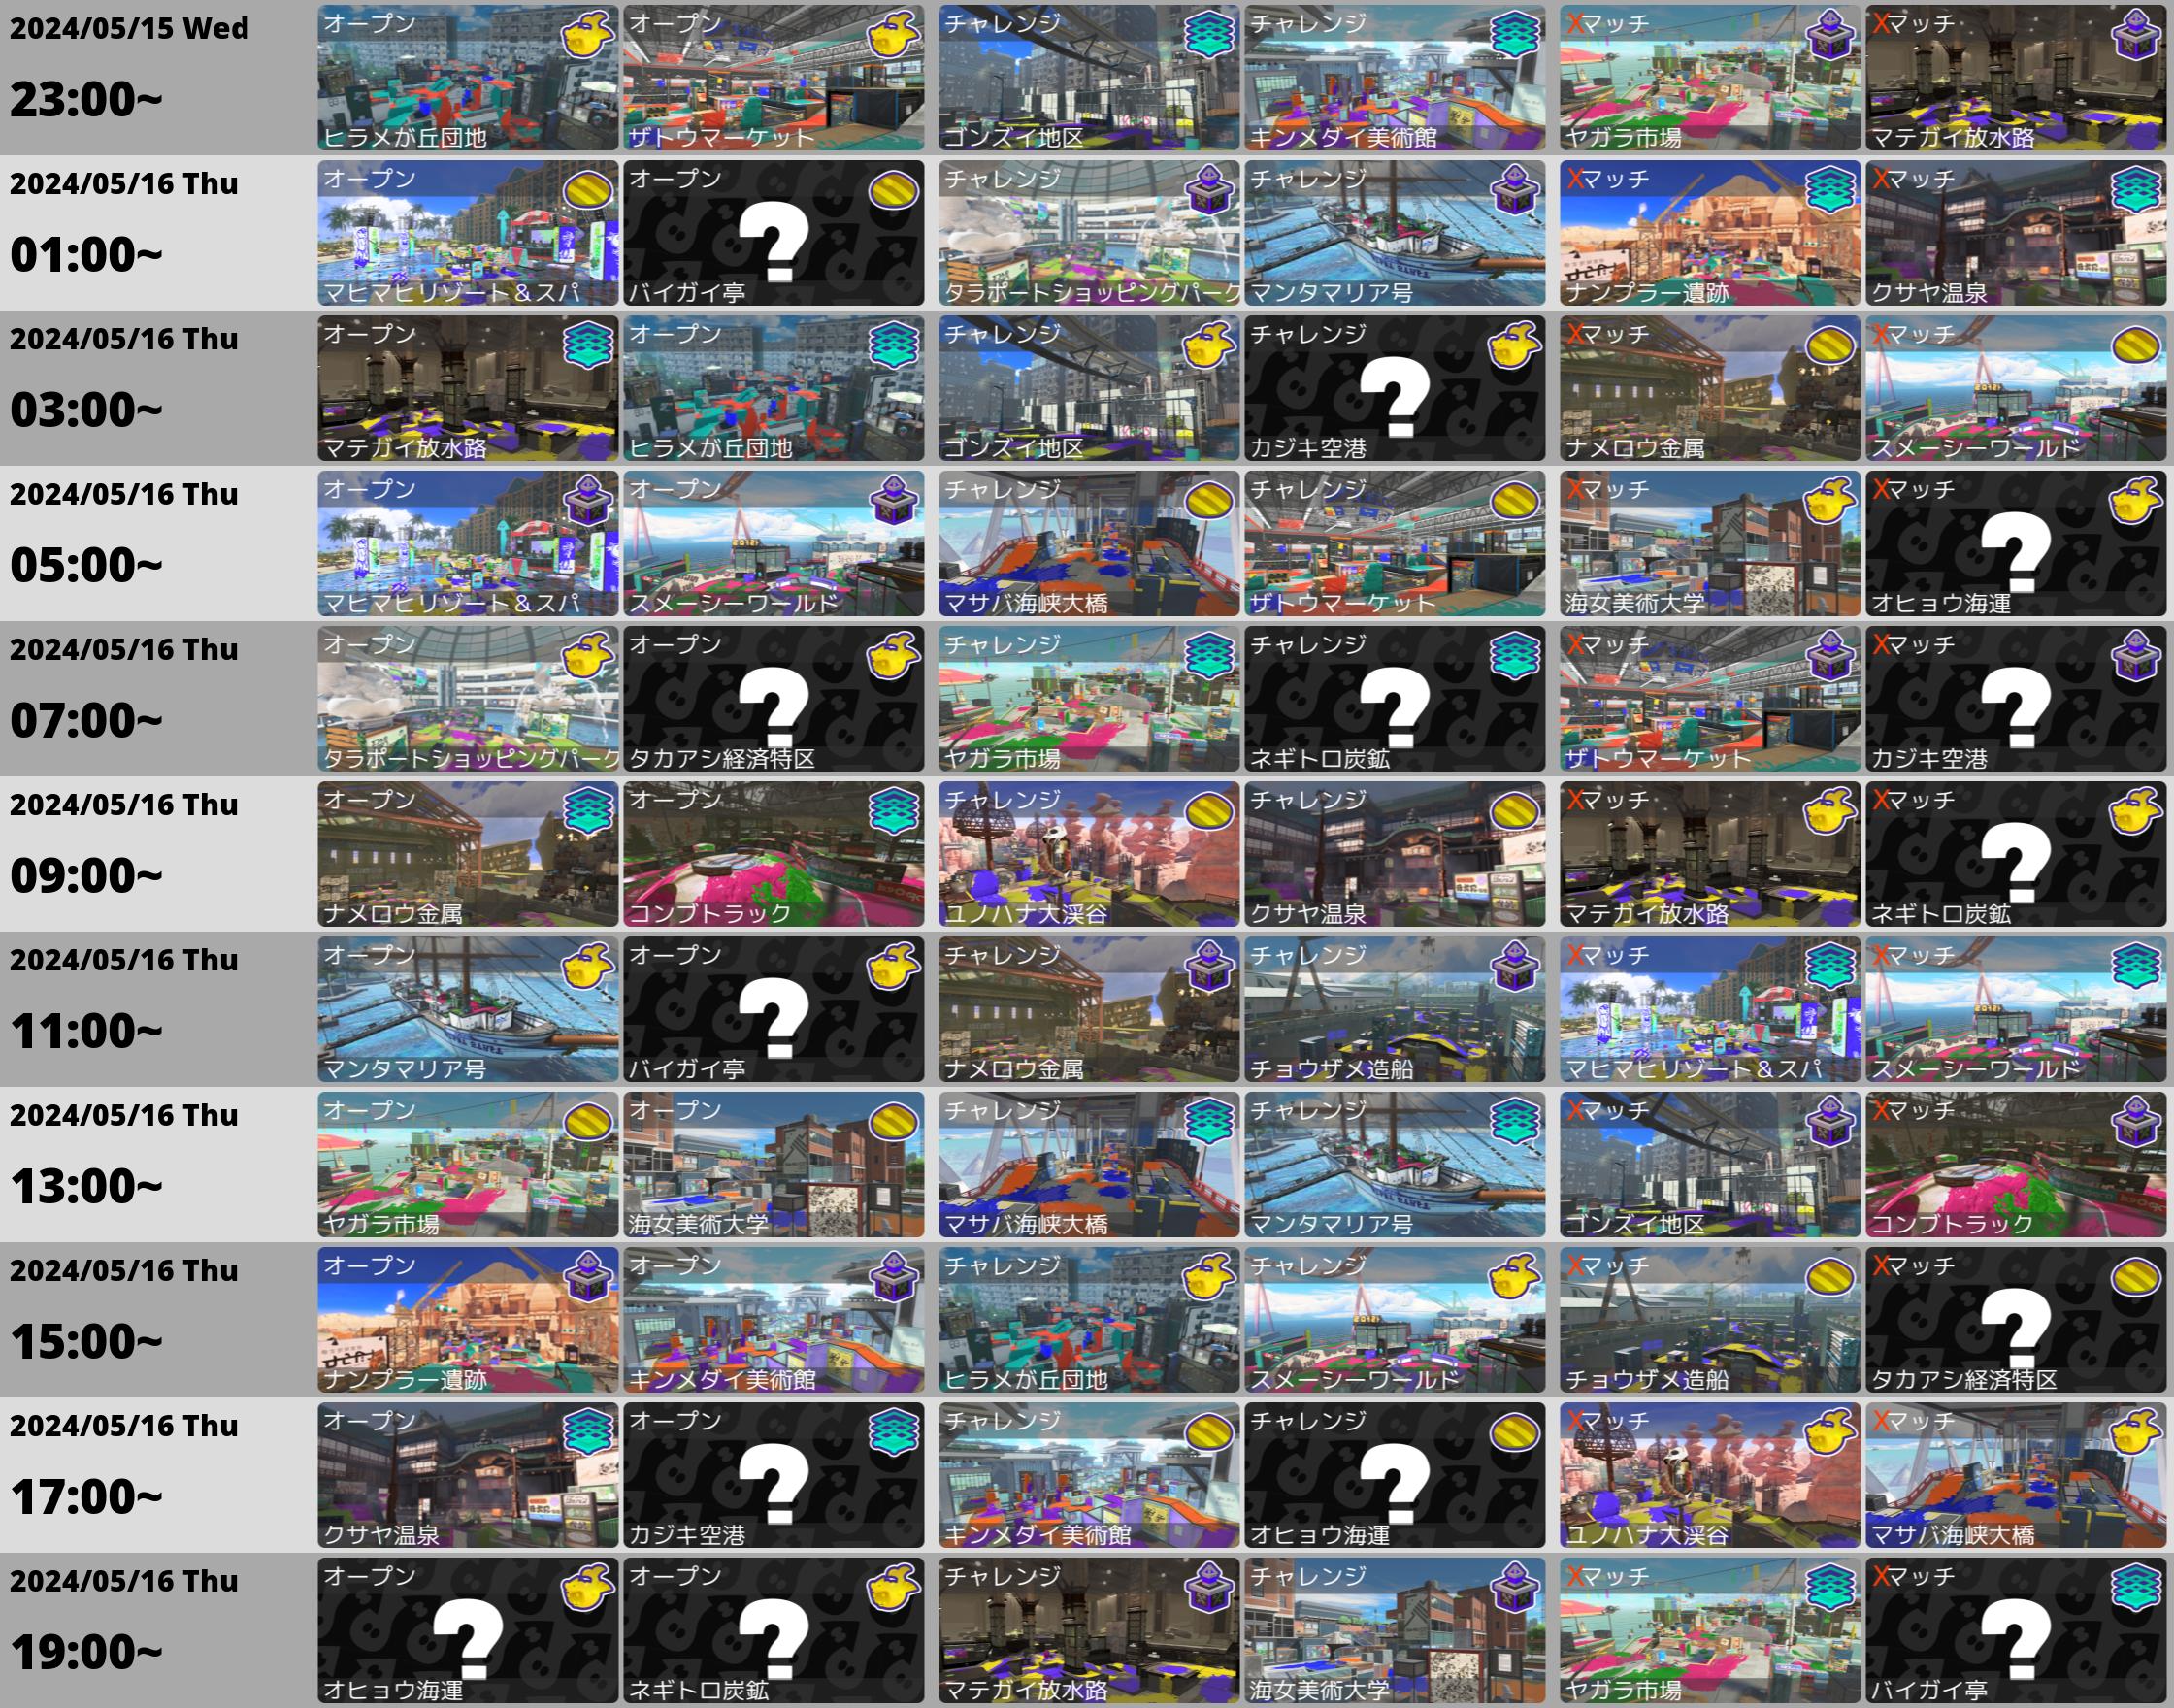 2024/05/15 Wed
23:00~
オープン
ヒラメが丘団地
オープン
ザトウマーケット
チャレンジ
ゴンズイ地区
チャレンジ
キンメダイ美術館
Xマッチ
ヤガラ市場
Xマッチ
マテガイ放水路
2024/05/16 Thu
01:00~
オープン
マヒマヒリゾート&スパ
オープン
バイガイ亭
チャレンジ
タラポートショッピングパーク
チャレンジ
マンタマリア号
Xマッチ
ナンプラー遺跡
Xマッチ
クサヤ温泉
2024/05/16 Thu
03:00~
オープン
マテガイ放水路
オープン
ヒラメが丘団地
チャレンジ
ゴンズイ地区
チャレンジ
カジキ空港
Xマッチ
ナメロウ金属
Xマッチ
スメーシーワールド
2024/05/16 Thu
05:00~
オープン
マヒマヒリゾート&スパ
オープン
スメーシーワールド
チャレンジ
マサバ海峡大橋
チャレンジ
ザトウマーケット
Xマッチ
海女美術大学
Xマッチ
オヒョウ海運
2024/05/16 Thu
07:00~
オープン
タラポートショッピングパーク
オープン
タカアシ経済特区
チャレンジ
ヤガラ市場
チャレンジ
ネギトロ炭鉱
Xマッチ
ザトウマーケット
Xマッチ
カジキ空港
2024/05/16 Thu
09:00~
オープン
ナメロウ金属
オープン
コンブトラック
チャレンジ
ユノハナ大渓谷
チャレンジ
クサヤ温泉
Xマッチ
マテガイ放水路
Xマッチ
ネギトロ炭鉱
2024/05/16 Thu
11:00~
オープン
マンタマリア号
オープン
バイガイ亭
チャレンジ
ナメロウ金属
チャレンジ
チョウザメ造船
Xマッチ
マヒマヒリゾート&スパ
Xマッチ
スメーシーワールド
2024/05/16 Thu
13:00~
オープン
ヤガラ市場
オープン
海女美術大学
チャレンジ
マサバ海峡大橋
チャレンジ
マンタマリア号
Xマッチ
ゴンズイ地区
Xマッチ
コンブトラック
2024/05/16 Thu
15:00~
オープン
ナンプラー遺跡
オープン
キンメダイ美術館
チャレンジ
ヒラメが丘団地
チャレンジ
スメーシーワールド
Xマッチ
チョウザメ造船
Xマッチ
タカアシ経済特区
2024/05/16 Thu
17:00~
オープン
クサヤ温泉
オープン
カジキ空港
チャレンジ
キンメダイ美術館
チャレンジ
オヒョウ海運
Xマッチ
ユノハナ大渓谷
Xマッチ
マサバ海峡大橋
2024/05/16 Thu
19:00~
オープン
オヒョウ海運
オープン
ネギトロ炭鉱
チャレンジ
マテガイ放水路
チャレンジ
海女美術大学
Xマッチ
ヤガラ市場
Xマッチ
バイガイ亭